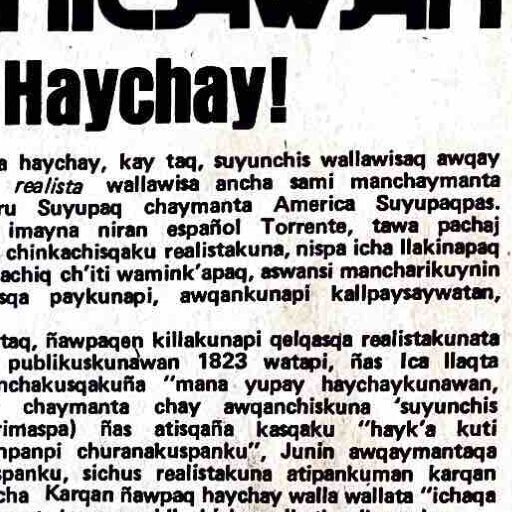 Haychay!
a haychay, kay taq, suyunchis wallawisaq awqay
realista wallawisa ancha sami manchaymanta
ru Suyupaq chaymanta America Suyupaqpas.
imayna niran español Torrente, tawa pachaj
chinkachisqaku realistakuna, nispa icha llakinapaq
achiq ch'iti wamink'apaq, aswansi mancharikuynin
sqa paykunapi, awqankunapi kallpaysaywatan,
taq, ñawpaqen killakunapi qelqasqa realistakunata
publikuskunawan 1823 watapi, ñas Ica llaqta
nchakusqakuña "mana yupay haychaykunawan,
chaymanta chay awqanchiskuna 'suyunchis
rimaspa) ñas atisqaña kasqaku "hayk'a kuti
npanpi churanakuspanku", Junin awqaymantaqa
spanku, sichus realistakuna atipankuman karqan
cha Karqan ñawpaq haychay walla wallata "ichaqa